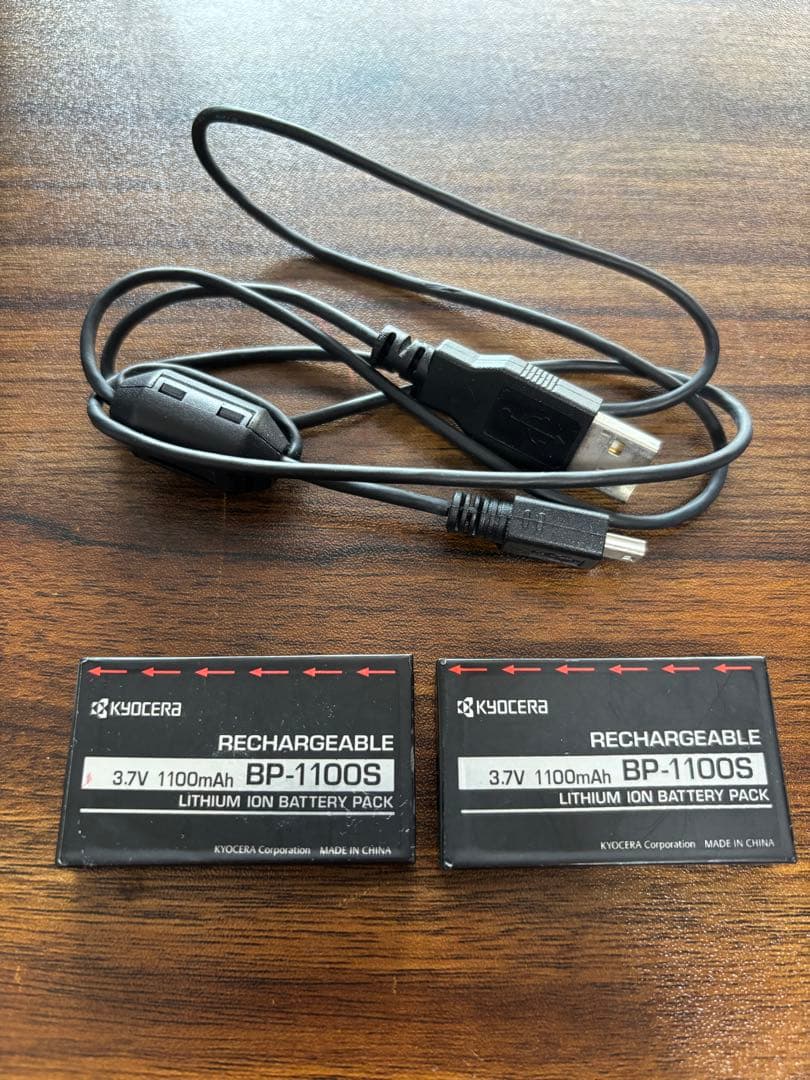 KYOCERA
RECHARGEABLE
3.7V 1100mAh BP-1100S
LITHIUM ION BATTERY PACK
KYOCERA Corporation MADE IN CHINA
KYOCERA
RECHARGEABLE
3.7V 1100mAh BP-1100S
LITHIUM ION BATTERY PACK
KYOCERA Corporation MADE IN CHINA